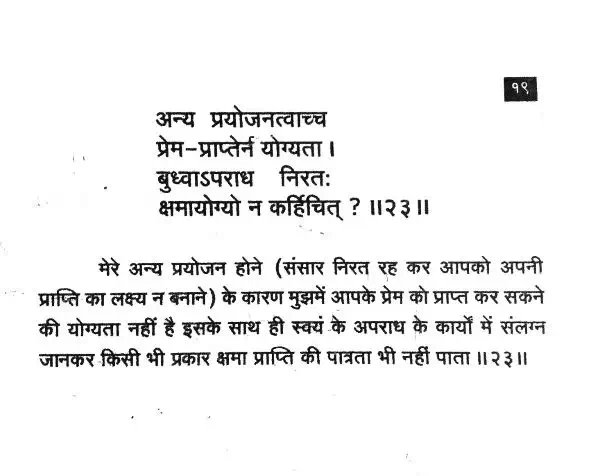 १९
अन्य प्रयोजनत्वाच्च
प्रेम-प्राप्तेर्न योग्यता ।
बुध्वाऽपराध निरतः
क्षमायोग्यो न कर्हिचित् ? ॥२३॥
मेरे अन्य प्रयोजन होने (संसार निरत रह कर आपको अपनी
प्राप्ति का लक्ष्य न बनाने) के कारण मुझमें आपके प्रेम को प्राप्त कर सकने
की योग्यता नहीं है इसके साथ ही स्वयं के अपराध के कार्यों में संलग्न
जानकर किसी भी प्रकार क्षमा प्राप्ति की पात्रता भी नहीं पाता ॥२३॥